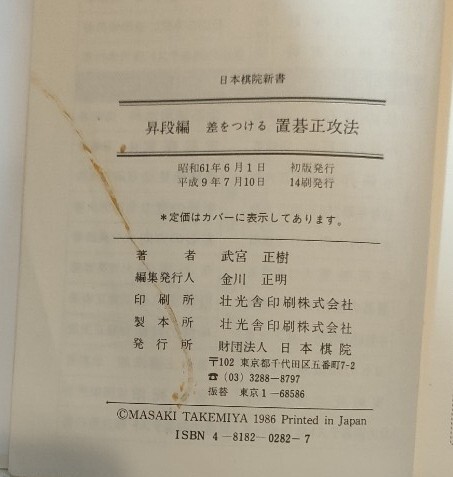 日本棋院新書
昇段編 差をつける 置碁正攻法
昭和61年6月1日 初版発行
平成9年7月10日 14刷発行
*定価はカバーに表示してあります。
著者 武宮正樹
編集発行人 金川正明
印刷所 壮光舎印刷株式会社
製本所 壮光舎印刷株式会社
発行所 財団法人 日本棋院
〒102 東京都千代田区五番町7-2
☎(03)3288―8797
振替 東京1―68586
©MASAKI TAKEMIYA 1986 Printed in Japan
ISBN 4―8182―0282―7